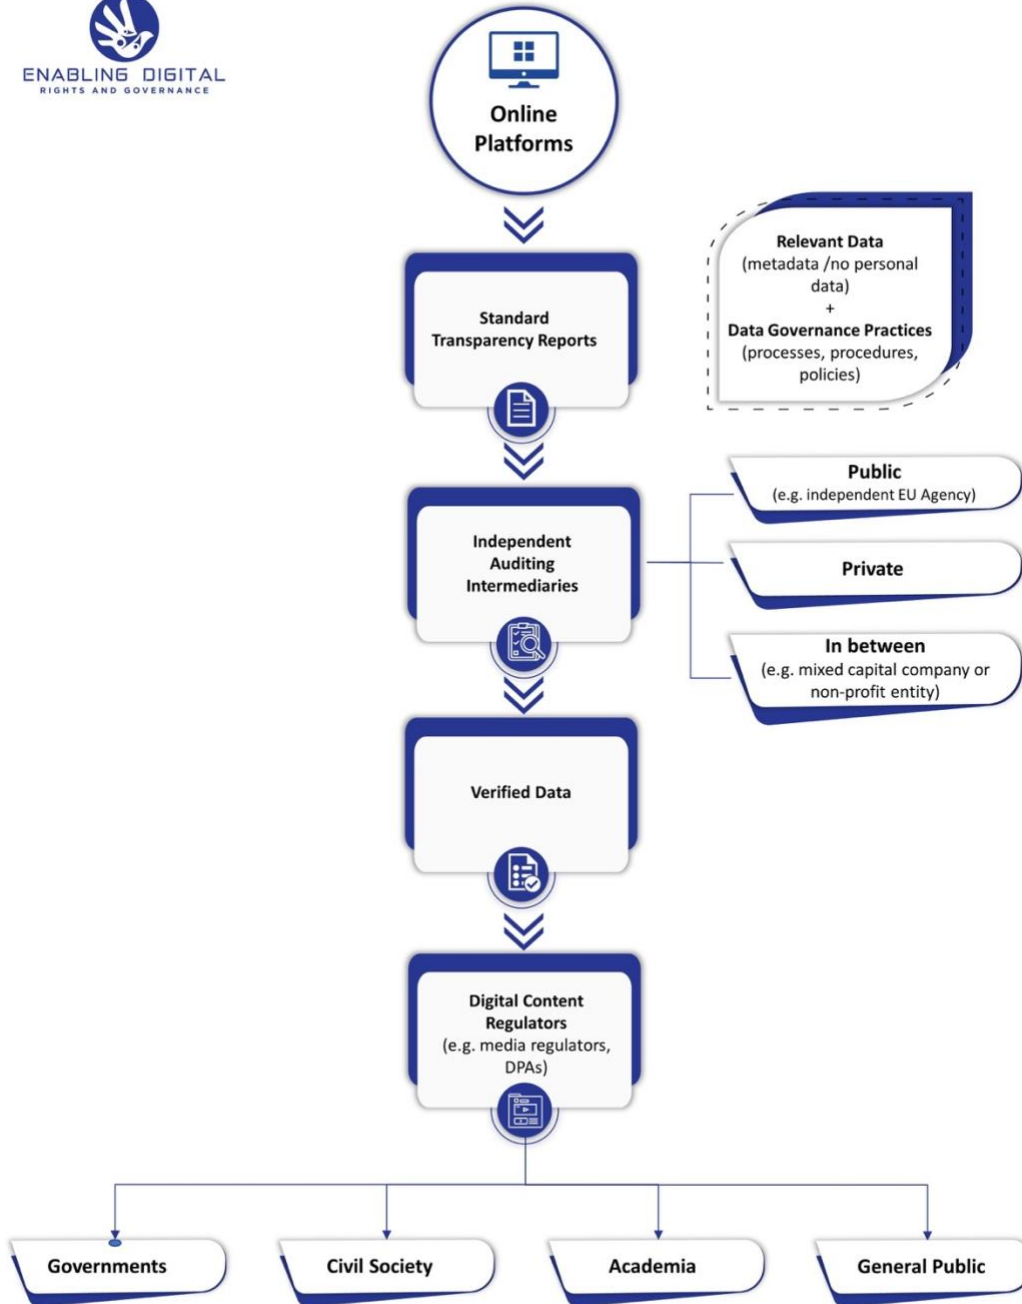 ENABLING DIGITAL
RIGHTS AND GOVERNANCE
Online
Platforms
Relevant Data
(metadata /no personal
data)
+
Data Governance Practices
(processes, procedures,
policies)
Standard
Transparency Reports
Independent
Auditing
Intermediaries
Public
(e.g. independent EU Agency)
Private
In between
(e.g. mixed capital company or
non-profit entity)
Verified Data
Digital Content
Regulators
(e.g. media regulators,
DPAs)
Governments
Civil Society
Academia
General Public